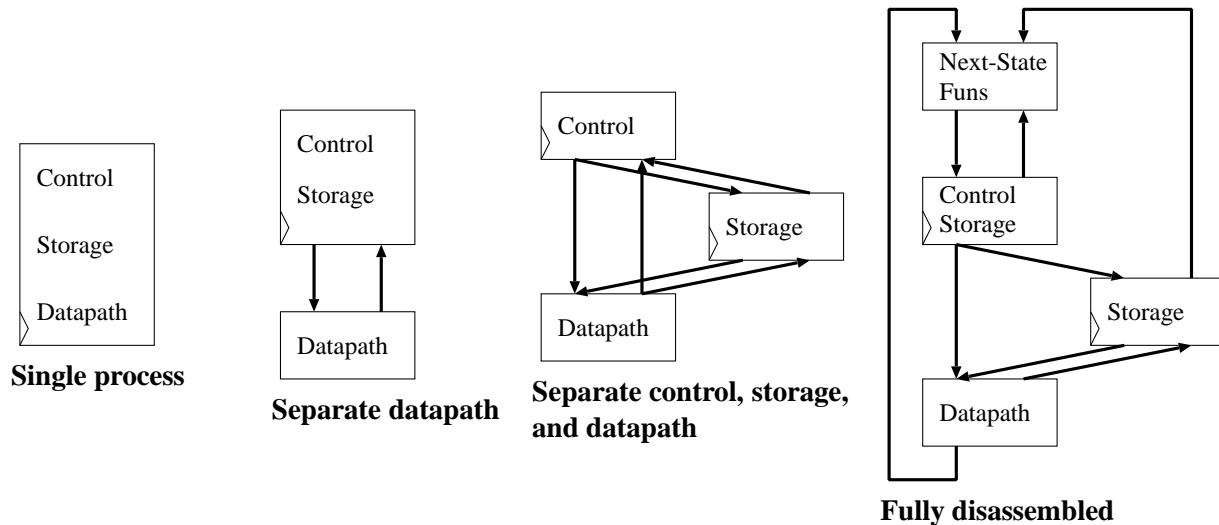 Control
Storage
Datapath
Single process
Control
Storage
Datapath
Separate datapath
Control
Storage
Datapath
Separate control, storage,
and datapath
Next-State
Funs
Control
Storage
Storage
Datapath
Fully disassembled